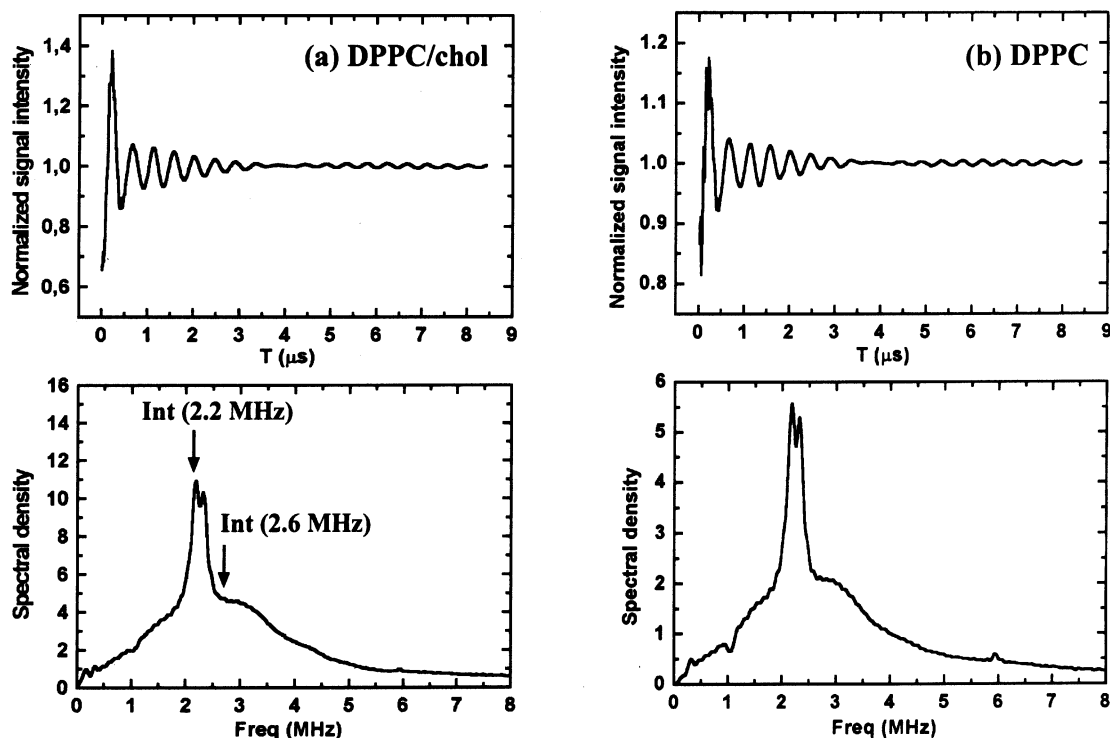 (a) DPPC/chol
Normalized signal intensity
1,4
1,2
1,0
0,8
0,6
0 1 2 3 4 5 6 7 8 9
T (μs)
(b) DPPC
Normalized signal intensity
1.2
1.1
1.0
0.9
0.8
0 1 2 3 4 5 6 7 8 9
T (μs)
Int (2.2 MHz)
Int (2.6 MHz)
Spectral density
16
14
12
10
8
6
4
2
0
0 1 2 3 4 5 6 7 8
Freq (MHz)
Spectral density
6
5
4
3
2
1
0
0 1 2 3 4 5 6 7 8
Freq (MHz)